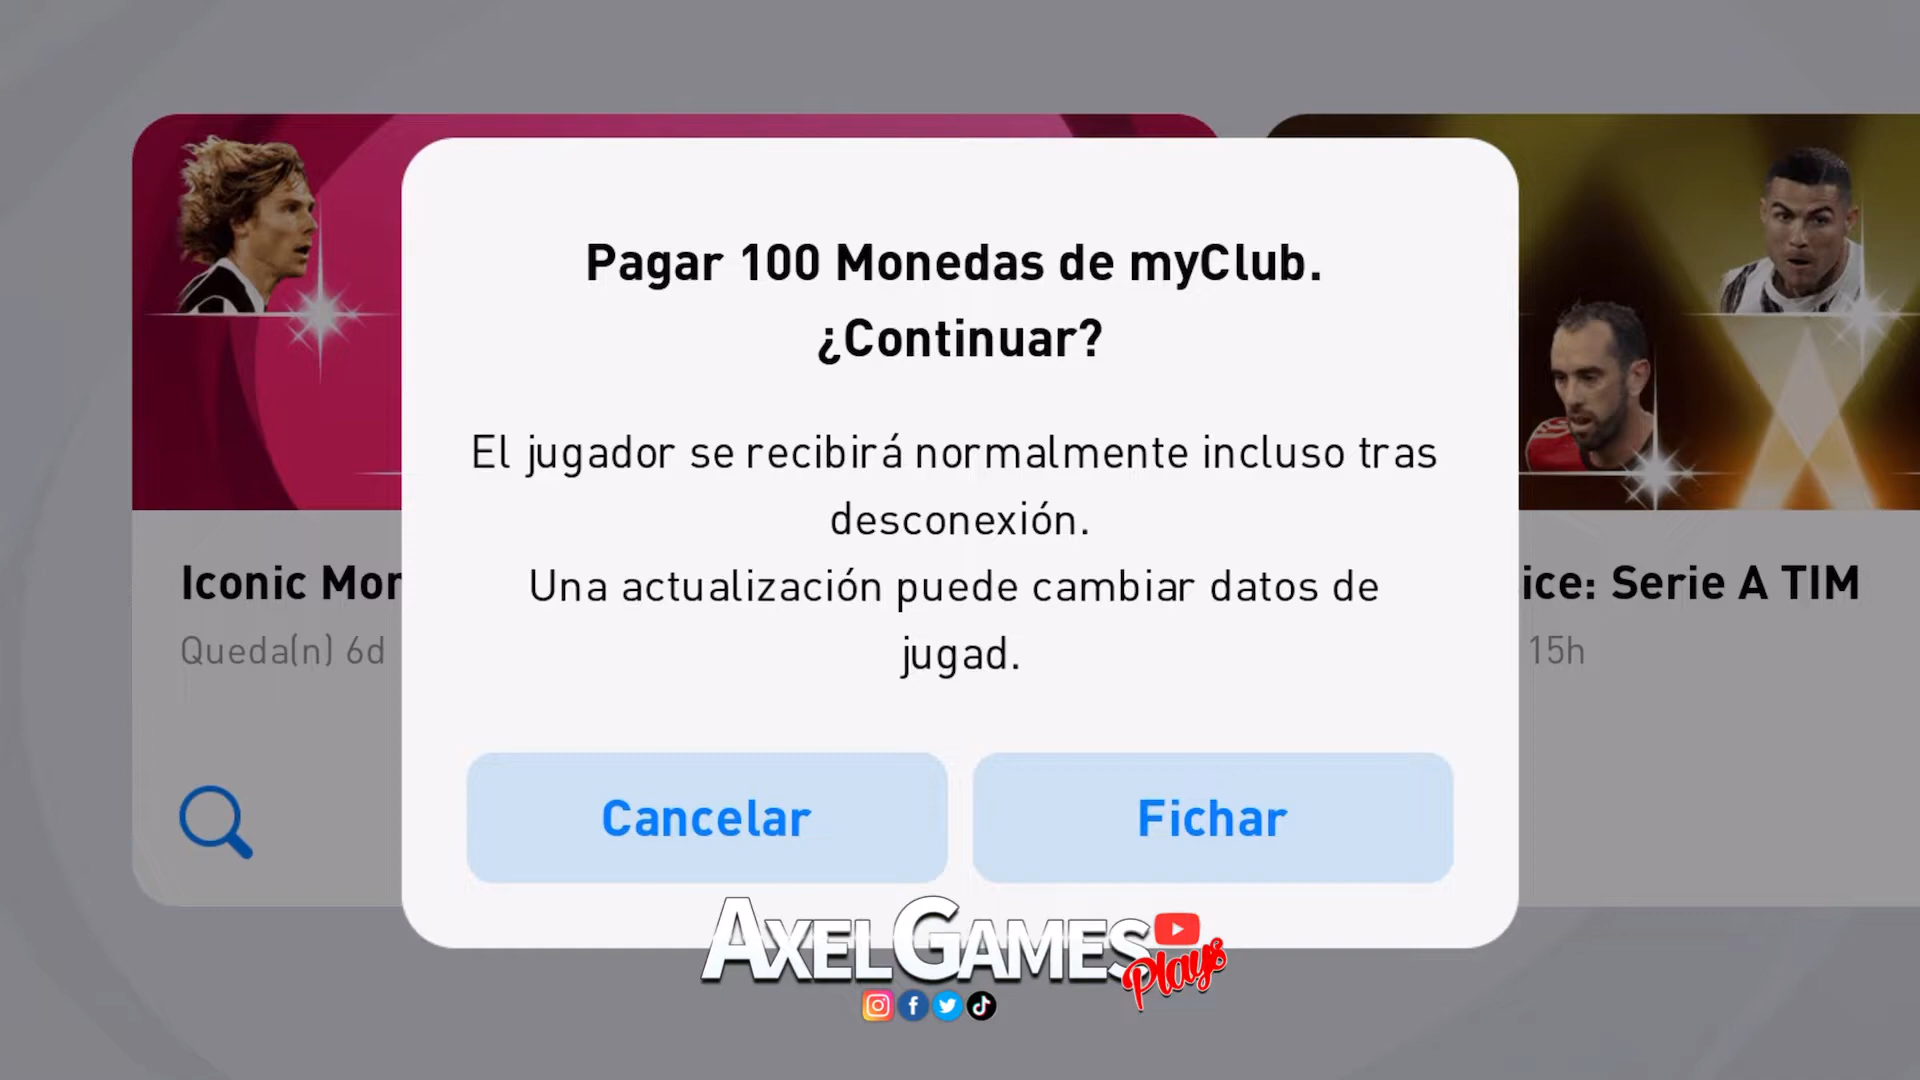 Pagar 100 Monedas de myClub.
¿Continuar?
El jugador se recibirá normalmente incluso tras
desconexión.
Una actualización puede cambiar datos de
jugad.
Cancelar
Fichar
Iconic Mor
Queda(n) 6d
ice: Serie A TIM
15h
AXELGAMES
Plays